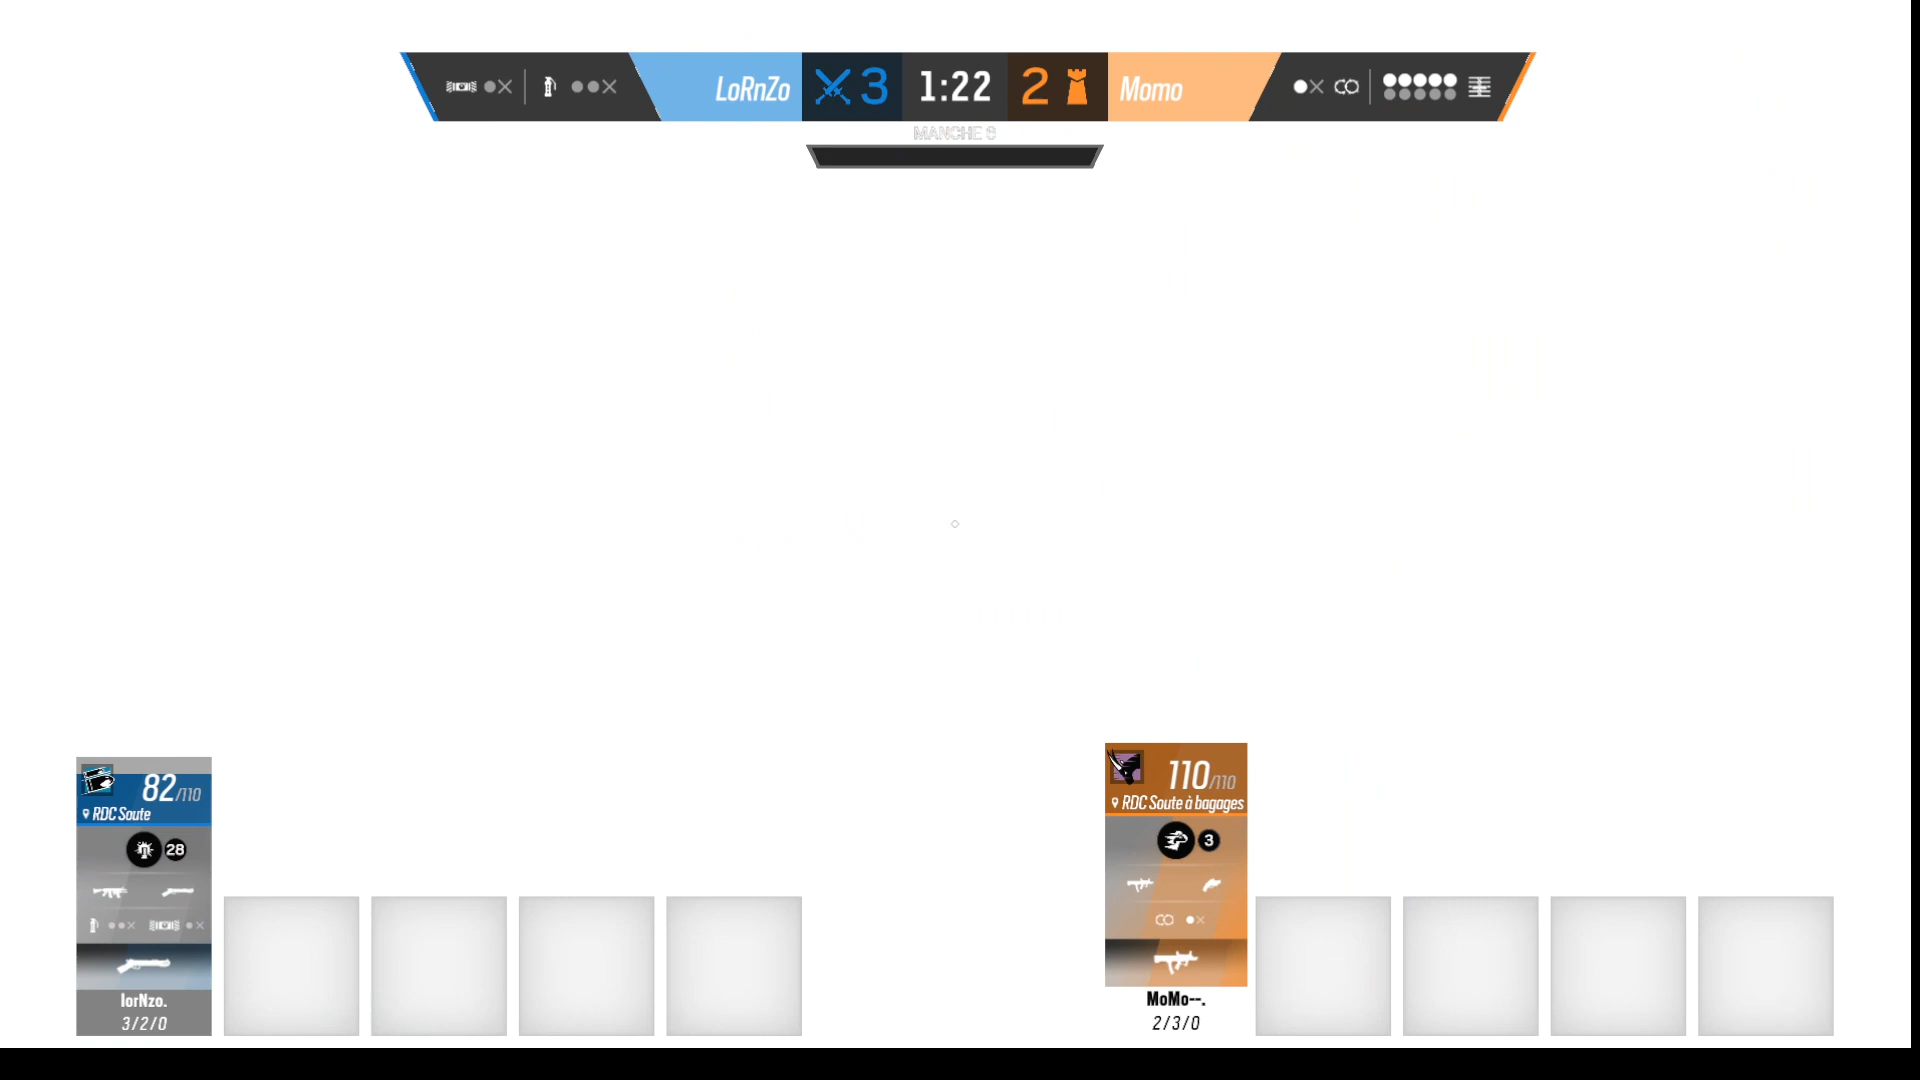 LoRnZo 3 1:22 2 Momo
MANCHE 6
82/110
RDC Soute
28
lorNzo.
3/2/0
110/110
RDC Soute à bagages
3
MoMo--.
2/3/0